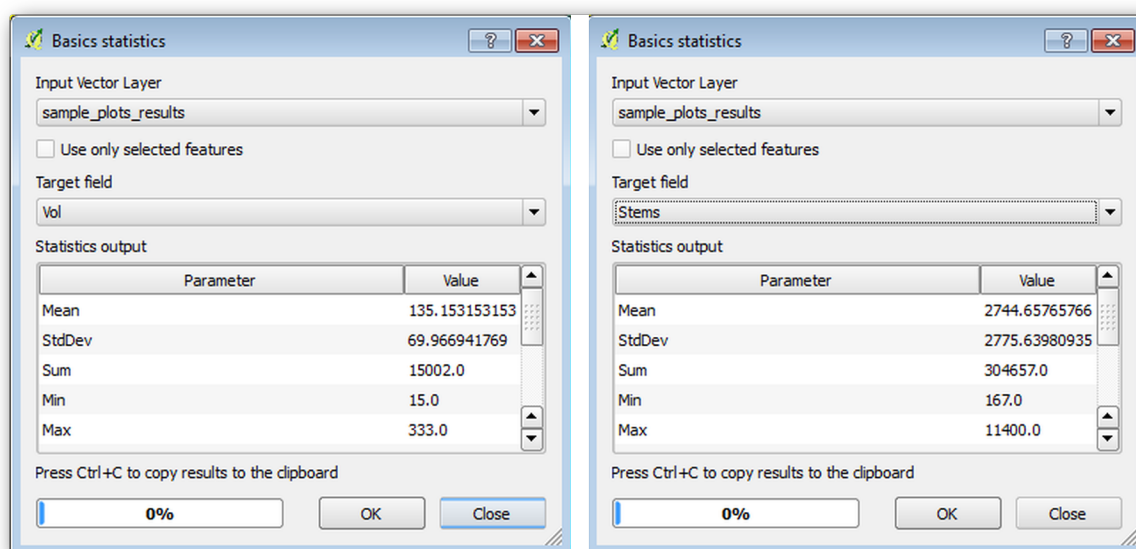 Basics statistics
Input Vector Layer
sample_plots_results
Use only selected features
Target field
Vol
Statistics output
Parameter Value
Mean 135.153153153
StdDev 69.966941769
Sum 15002.0
Min 15.0
Max 333.0
Press Ctrl+C to copy results to the clipboard
0% OK Close
Basics statistics
Input Vector Layer
sample_plots_results
Use only selected features
Target field
Stems
Statistics output
Parameter Value
Mean 2744.65765766
StdDev 2775.63980935
Sum 304657.0
Min 167.0
Max 11400.0
Press Ctrl+C to copy results to the clipboard
0% OK Close